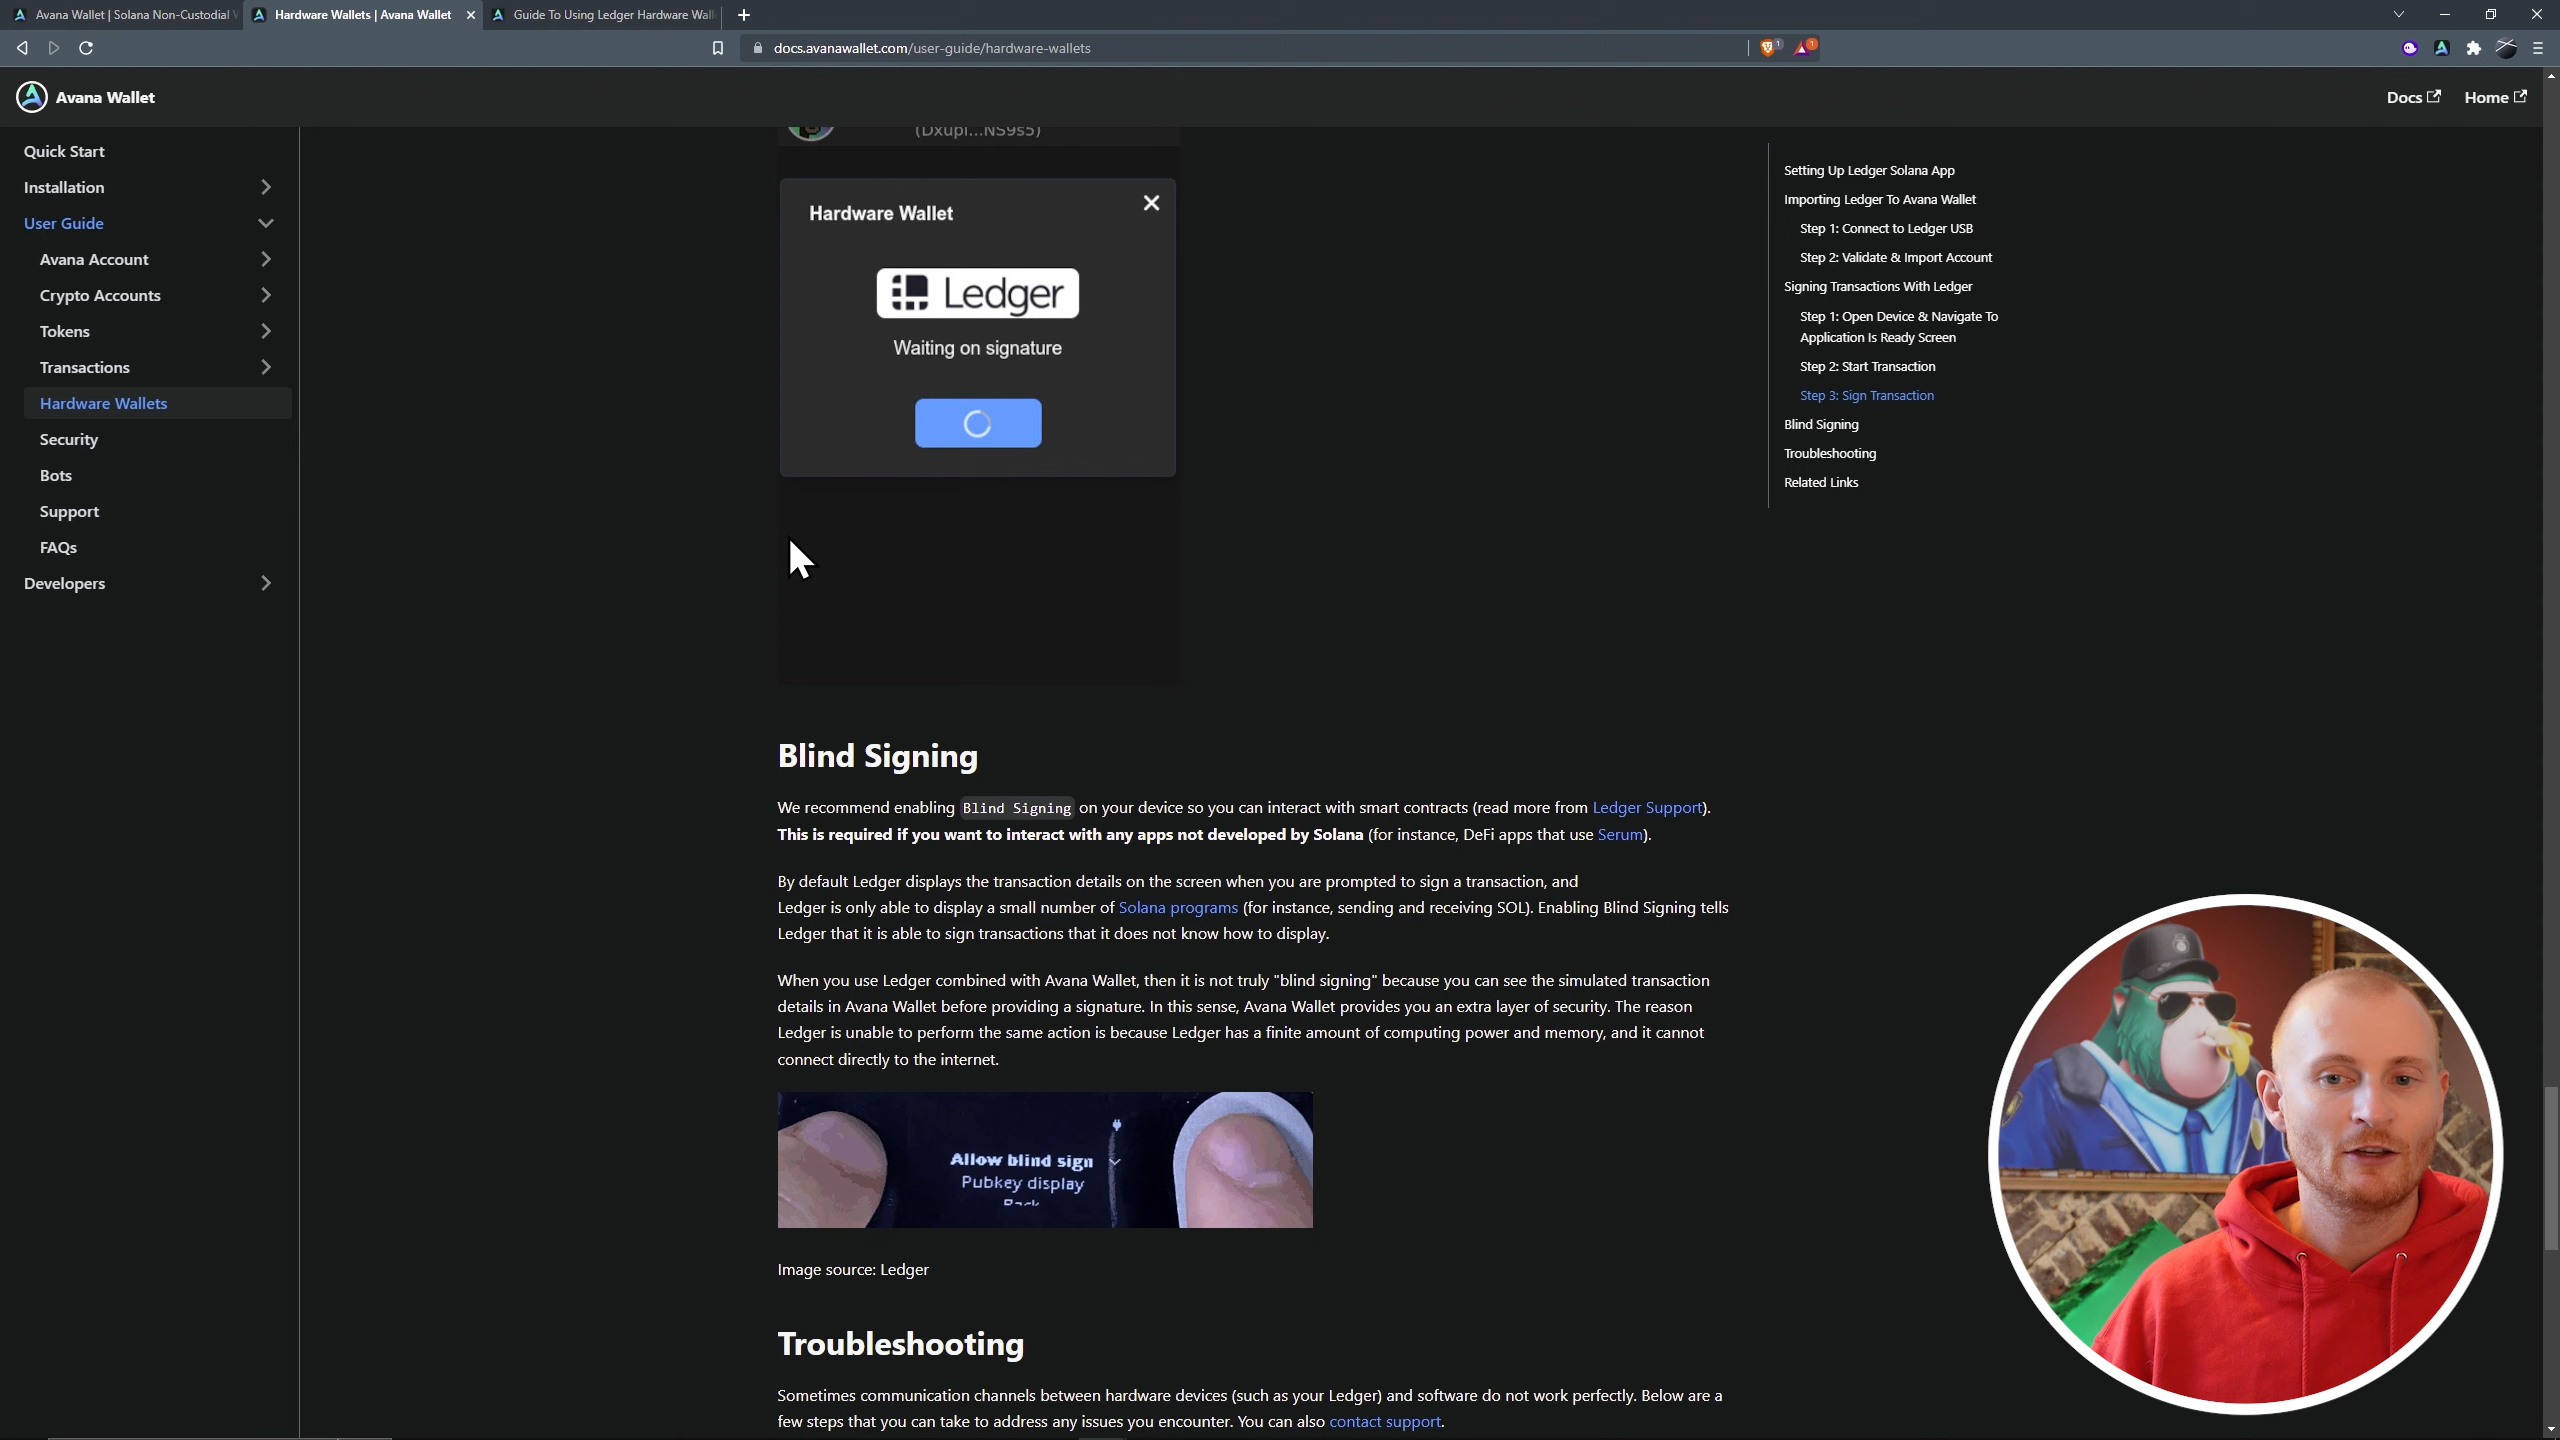 Avana Wallet | Solana Non-Custodial
Hardware Wallets | Avana Wallet
Guide To Using Ledger Hardware Wal
docs.avanawallet.com/user-guide/hardware-wallets
1
1
Avana Wallet
Docs
Home
Quick Start
Installation
User Guide
Avana Account
Crypto Accounts
Tokens
Transactions
Hardware Wallets
Security
Bots
Support
FAQs
Developers
(Dxupi...NS9s5)
Hardware Wallet
Ledger
Waiting on signature
Blind Signing
We recommend enabling Blind Signing on your device so you can interact with smart contracts (read more from Ledger Support).
This is required if you want to interact with any apps not developed by Solana (for instance, DeFi apps that use Serum).
By default Ledger displays the transaction details on the screen when you are prompted to sign a transaction, and
Ledger is only able to display a small number of Solana programs (for instance, sending and receiving SOL). Enabling Blind Signing tells
Ledger that it is able to sign transactions that it does not know how to display.
When you use Ledger combined with Avana Wallet, then it is not truly "blind signing" because you can see the simulated transaction
details in Avana Wallet before providing a signature. In this sense, Avana Wallet provides you an extra layer of security. The reason
Ledger is unable to perform the same action is because Ledger has a finite amount of computing power and memory, and it cannot
connect directly to the internet.
Allow blind sign
Pubkey display
Back
Image source: Ledger
Troubleshooting
Sometimes communication channels between hardware devices (such as your Ledger) and software do not work perfectly. Below are a
few steps that you can take to address any issues you encounter. You can also contact support.
Setting Up Ledger Solana App
Importing Ledger To Avana Wallet
Step 1: Connect to Ledger USB
Step 2: Validate & Import Account
Signing Transactions With Ledger
Step 1: Open Device & Navigate To
Application Is Ready Screen
Step 2: Start Transaction
Step 3: Sign Transaction
Blind Signing
Troubleshooting
Related Links